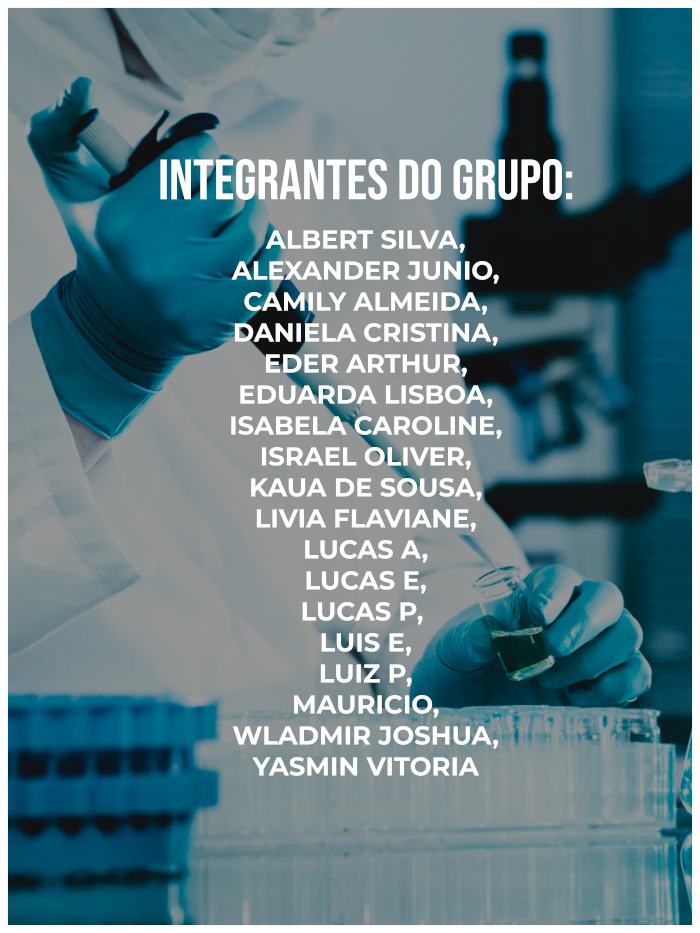 INTEGRANTES DO GRUPO:
ALBERT SILVA,
ALEXANDER JUNIO,
CAMILY ALMEIDA,
DANIELA CRISTINA,
EDER ARTHUR,
EDUARDA LISBOA,
ISABELA CAROLINE,
ISRAEL OLIVER,
KAUA DE SOUSA,
LIVIA FLAVIANE,
LUCAS A,
LUCAS E,
LUCAS P,
LUIS E,
LUIZ P,
MAURICIO,
WLADMIR JOSHUA,
YASMIN VITORIA